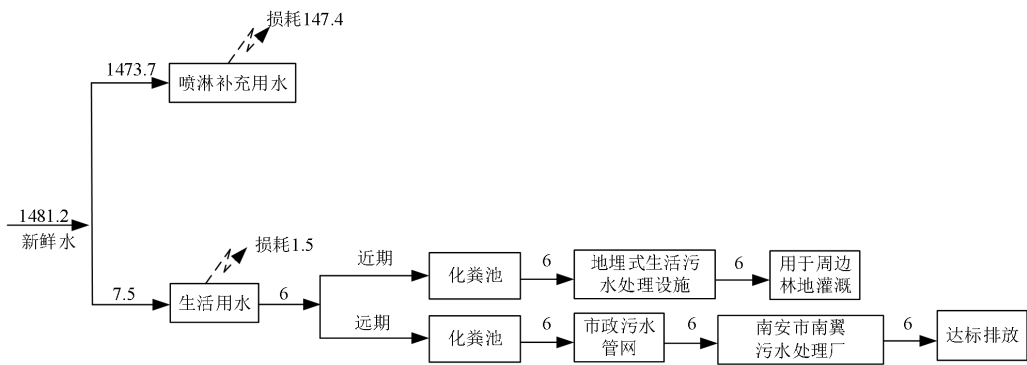 损耗147.4
1473.7
喷淋补充用水
1481.2
新鲜水
损耗1.5
7.5
生活用水
6
近期
化粪池
6
地埋式生活污
水处理设施
6
用于周边
林地灌溉
远期
化粪池
6
市政污水
管网
6
南安市南翼
污水处理厂
6
达标排放